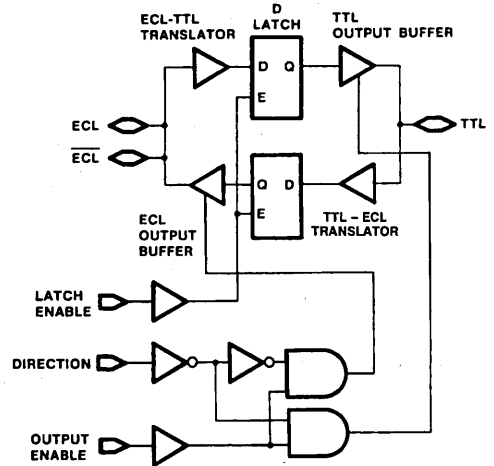 D
LATCH
ECL-TTL
TRANSLATOR
TTL
OUTPUT BUFFER
D Q
E
ECL
TTL
E̅C̅L̅
Q D
E
ECL
OUTPUT
BUFFER
TTL – ECL
TRANSLATOR
LATCH
ENABLE
DIRECTION
OUTPUT
ENABLE